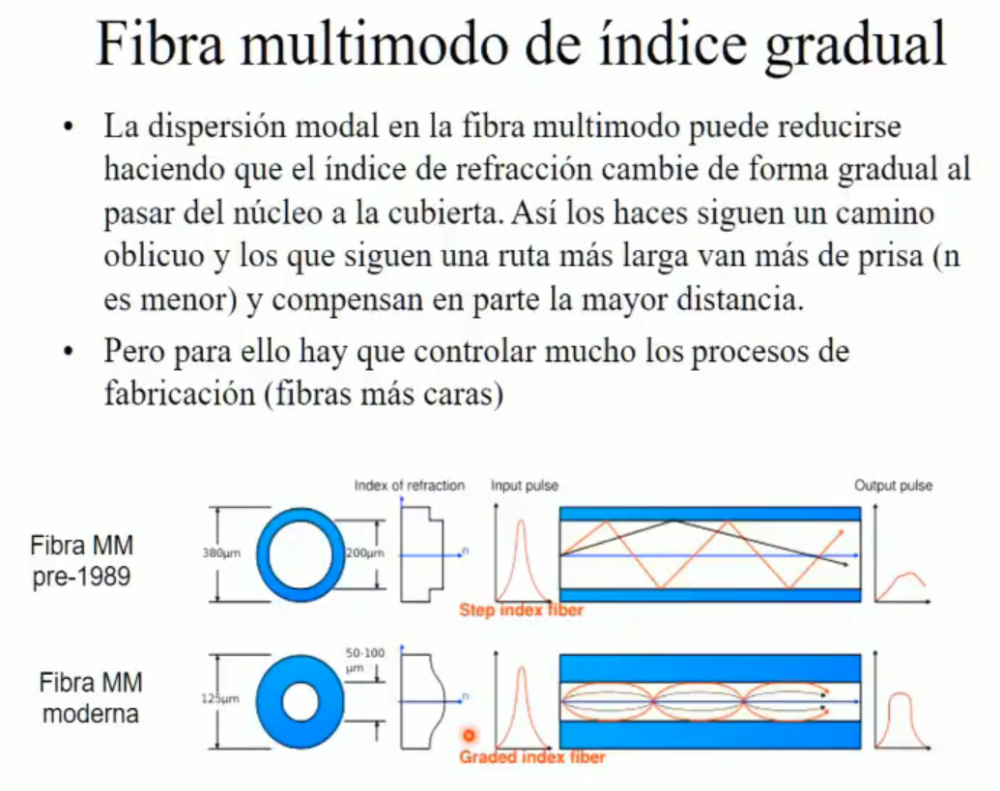 Fibra multimodo de índice gradual
• La dispersión modal en la fibra multimodo puede reducirse
haciendo que el índice de refracción cambie de forma gradual al
pasar del núcleo a la cubierta. Así los haces siguen un camino
oblicuo y los que siguen una ruta más larga van más de prisa (n
es menor) y compensan en parte la mayor distancia.
• Pero para ello hay que controlar mucho los procesos de
fabricación (fibras más caras)
Index of refraction
Input pulse
Output pulse
Fibra MM
pre-1989
380µm
200µm
n
Step index fiber
Fibra MM
moderna
125µm
50-100
µm
n
Graded index fiber